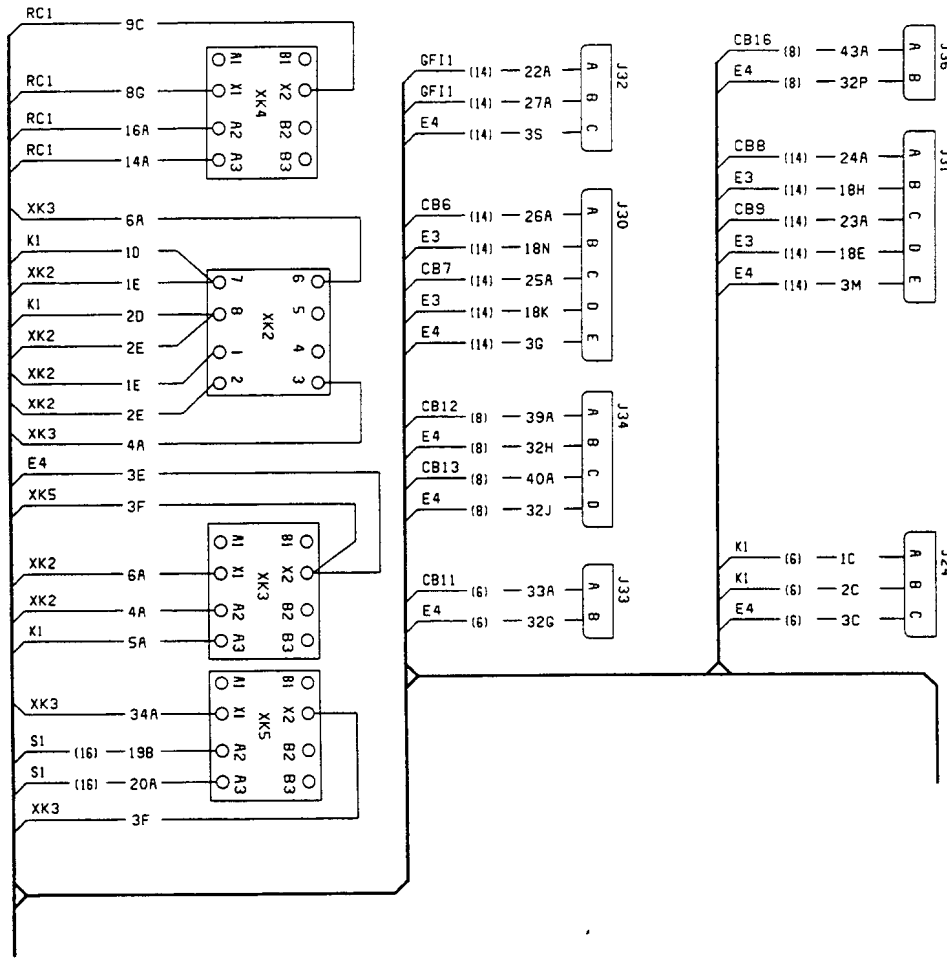 RC1 9C
RC1 8G
RC1 16A
RC1 14A
A1 X1 A2 A3
XK4
B1 X2 B2 B3
XK3 6A
K1 1D
XK2 1E
K1 2D
XK2 2E
XK2 1E
XK2 2E
XK3 4A
7 8 1 2
XK2
6 5 4 3
E4 3E
XK5 3F
XK2 6A
XK2 4A
K1 5A
A1 X1 A2 A3
XK3
B1 X2 B2 B3
XK3 34A
S1 (16) 19B
S1 (16) 20A
XK3 3F
A1 X1 A2 A3
XK5
B1 X2 B2 B3
GFI1 (14) 22A A
GFI1 (14) 27A B
E4 (14) 3S C
J32
CB6 (14) 26A A
E3 (14) 18N B
CB7 (14) 25A C
E3 (14) 18K D
E4 (14) 3G E
J30
CB12 (8) 39A A
E4 (8) 32H B
CB13 (8) 40A C
E4 (8) 32J D
J34
CB11 (6) 33A A
E4 (6) 32G B
J33
CB16 (8) 43A A
E4 (8) 32P B
CB8 (14) 24A A
E3 (14) 18H B
CB9 (14) 23A C
E3 (14) 18E D
E4 (14) 3M E
J31
K1 (6) 1C A
K1 (6) 2C B
E4 (6) 3C C
J24